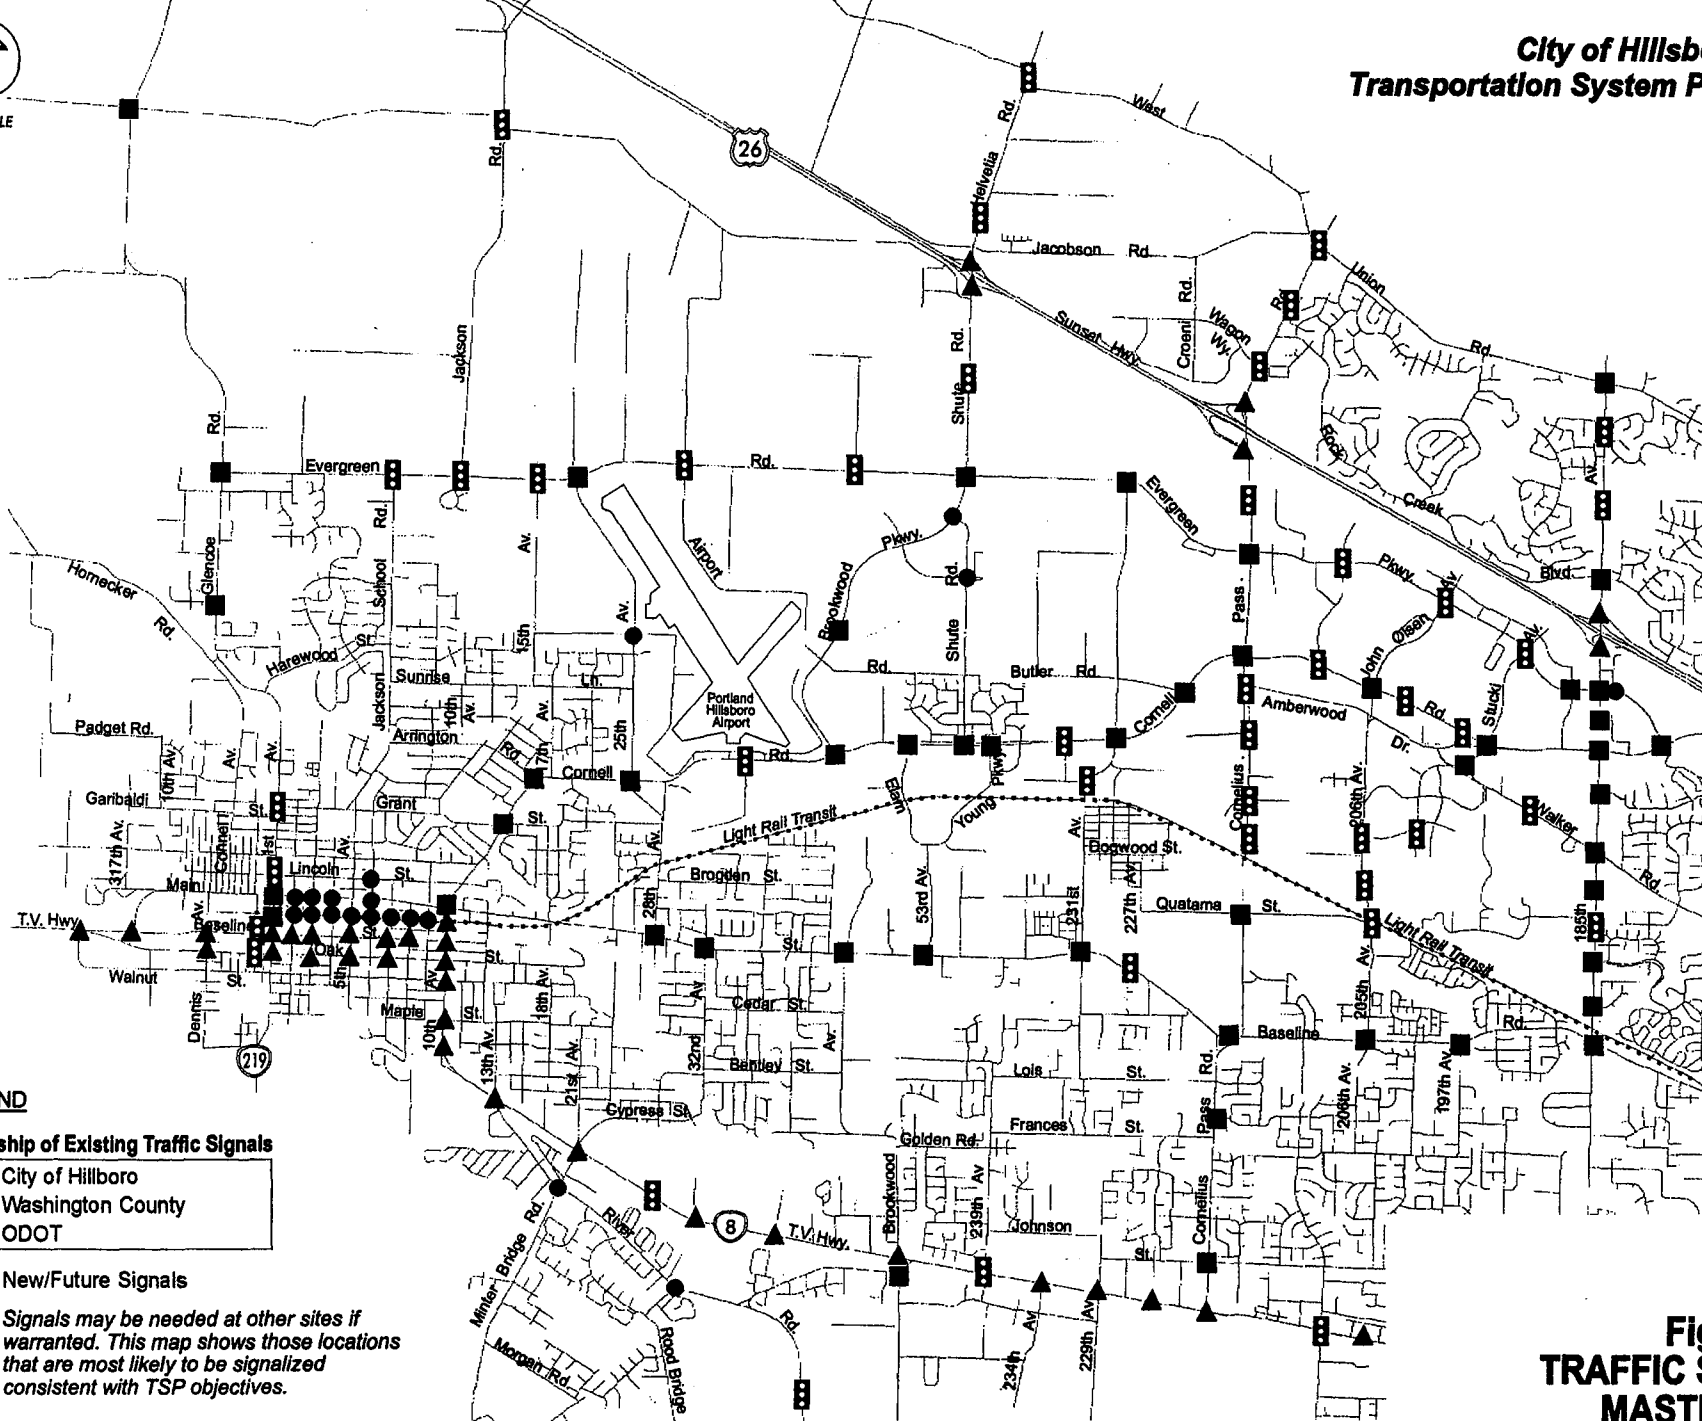 City of Hillsb
Transportation System P
LE
26
West
Rd.
Helvetia
Rd.
Jacobson Rd.
Union
Rd.
Rd.
Croeni
Wagon
Wy.
Rd.
Sunset Hwy.
Rd.
Shute
Jackson
Rd.
Rock
Creek
Blvd.
Av.
Evergreen
Rd.
Rd.
Evergreen
Pkwy.
Glencoe
School
Av.
15th
Airport
Pkwy.
Brookwood
Rd.
Shute
Pass
John
Olsen
Av.
Av.
Av.
Hornecker
Rd.
Harewood
St.
Sunrise
Ln.
Jackson
10th
Av.
Av.
25th
Portland
Hillsboro
Airport
Rd.
Butler Rd.
Cornell
Amberwood
Dr.
Rd.
Stucki
Padget Rd.
Arrington
Rd.
17th
Cornell
Rd.
Av.
Av.
Garibaldi
St.
Grant
St.
317th Av.
Cornell
1st
Av.
Elam
Young
Pkwy.
Cornelius
206th Av.
Walker
Rd.
Light Rail Transit
Av.
28th
Dogwood St.
Lincoln
St.
Main
Brogden St.
53rd Av.
231st
Av.
227th Av.
Quatama St.
Light Rail Transit
185th
T.V. Hwy.
Av.
Baseline
St.
Oak
St.
St.
Walnut
St.
5th
Av.
Dennis
Maple
St.
10th
13th Av.
18th Av.
Av.
32nd
Cedar St.
Av.
Av.
205th
Baseline
Rd.
219
21st Av.
Bentley St.
Lois
St.
Rd.
Pass
206th Av.
197th Av.
Cypress St.
Golden Rd.
Frances
St.
ND
ship of Existing Traffic Signals
City of Hillboro
Washington County
ODOT
New/Future Signals
Signals may be needed at other sites if
warranted. This map shows those locations
that are most likely to be signalized
consistent with TSP objectives.
Rd.
Minter Bridge
River
8
T.V. Hwy.
Brookwood
239th Av
Johnson
St.
Cornelius
Rd.
Morgan Rd.
Rood Bridge
Av
234th
Av
229th
Fig
TRAFFIC S
MAST